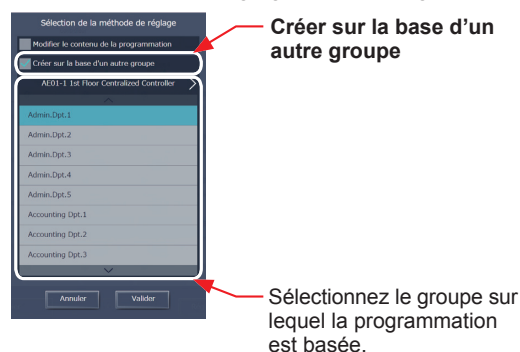 Sélection de la méthode de réglage
Modifier le contenu de la programmation
Créer sur la base d'un autre groupe
AE01-1 1st Floor Centralized Controller
Admin.Dpt.1
Admin.Dpt.2
Admin.Dpt.3
Admin.Dpt.4
Admin.Dpt.5
Accounting Dpt.1
Accounting Dpt.2
Accounting Dpt.3
Annuler
Valider
Créer sur la base d’un
autre groupe
Sélectionnez le groupe sur
lequel la programmation
est basée.